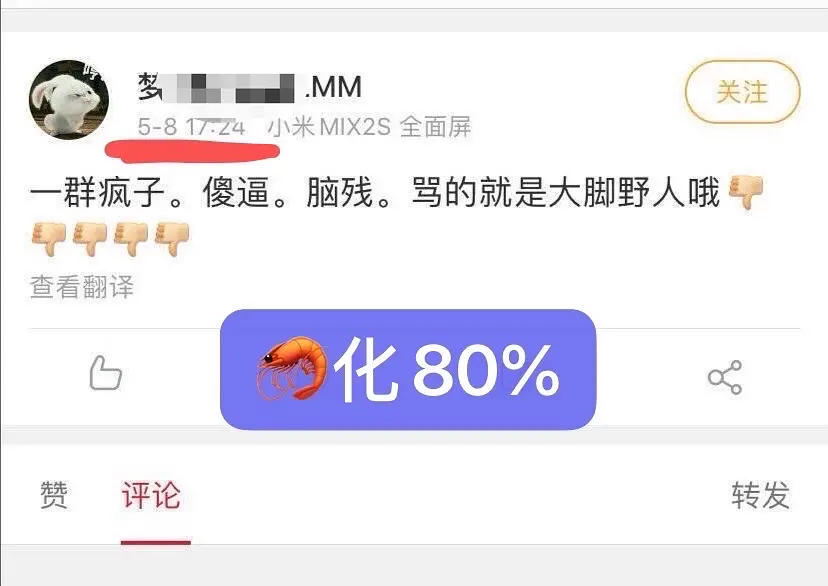 梦 .MM
关注
5-8 17:24 小米MIX2S 全面屏
一群疯子。傻逼。脑残。骂的就是大脚野人哦👎
👎👎👎👎
查看翻译
🦐化80%
赞 评论 转发